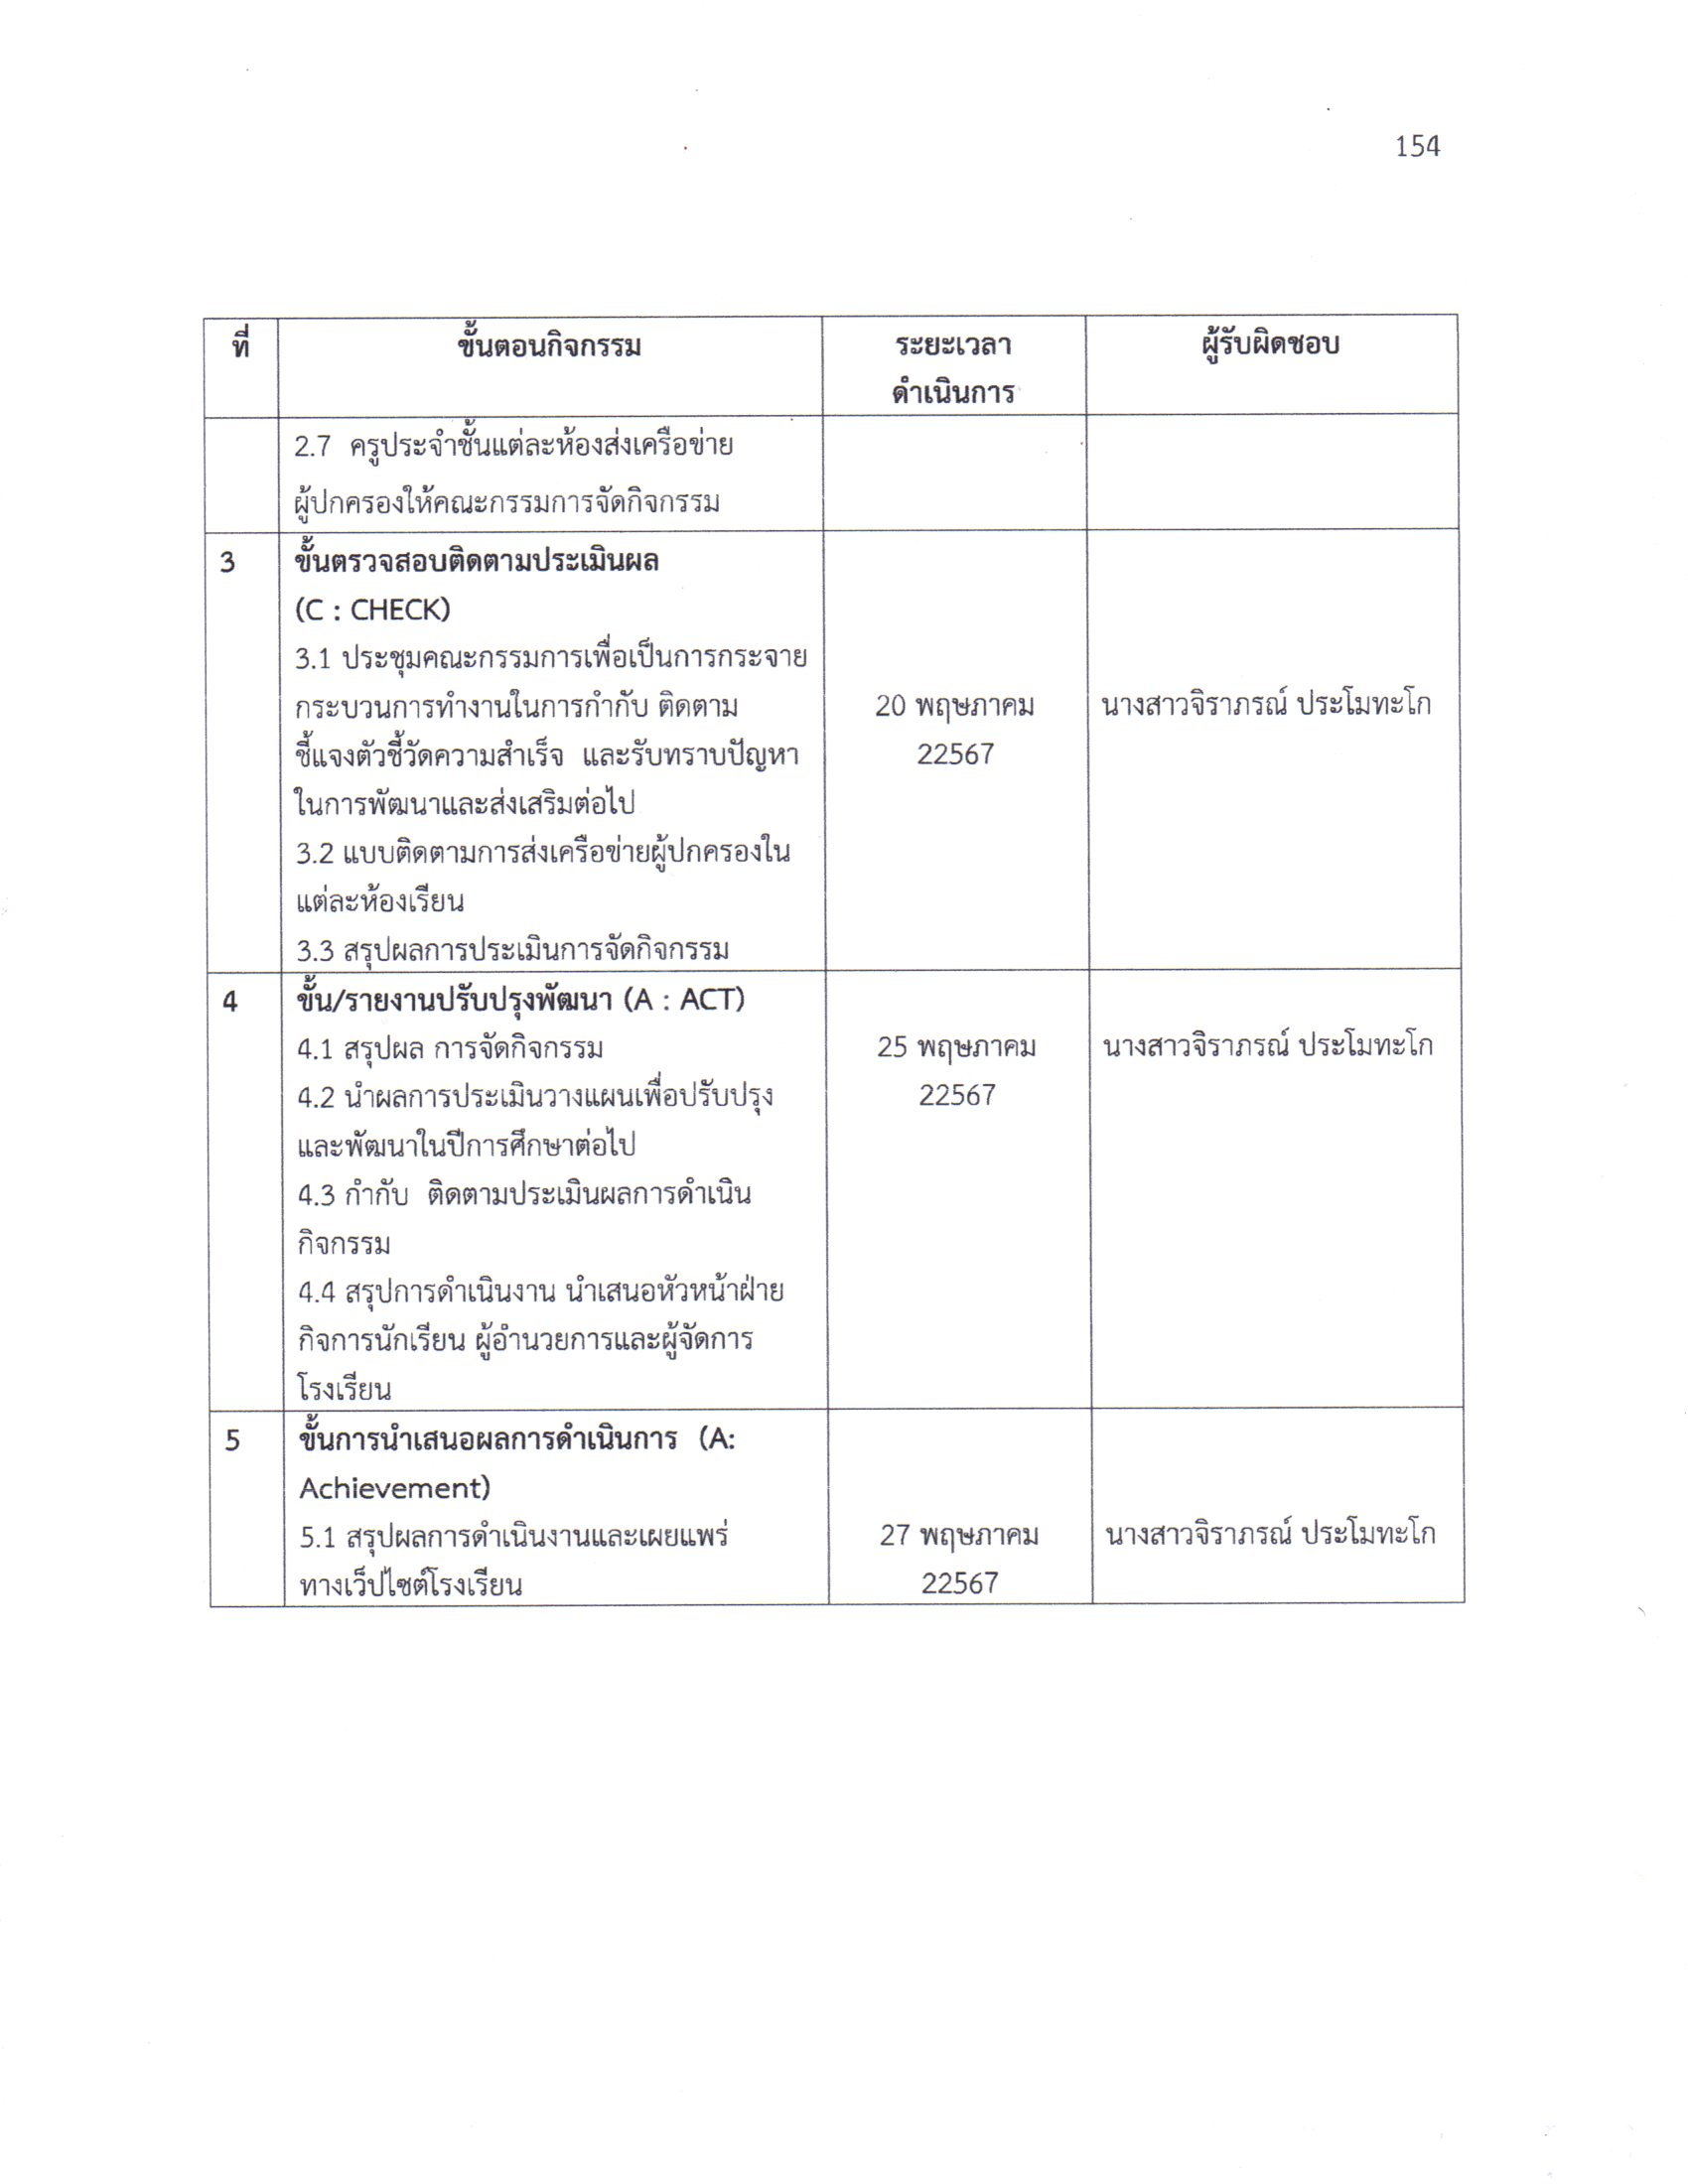 154
ที่
ขั้นตอนกิจกรรม
ระยะเวลา
ดำเนินการ
ผู้รับผิดชอบ
2.7 ครูประจำชั้นแต่ละห้องส่งเครือข่าย
ผู้ปกครองให้คณะกรรมการจัดกิจกรรม
3
ขั้นตรวจสอบติดตามประเมินผล
(C : CHECK)
3.1 ประชุมคณะกรรมการเพื่อเป็นการกระจาย
กระบวนการทำงานในการกำกับ ติดตาม
ชี้แจงตัวชี้วัดความสำเร็จ และรับทราบปัญหา
ในการพัฒนาและส่งเสริมต่อไป
3.2 แบบติดตามการส่งเครือข่ายผู้ปกครองใน
แต่ละห้องเรียน
3.3 สรุปผลการประเมินการจัดกิจกรรม
20 พฤษภาคม
22567
นางสาวจิราภรณ์ ประโมทะโก
4
ขั้น/รายงานปรับปรุงพัฒนา (A : ACT)
4.1 สรุปผล การจัดกิจกรรม
4.2 นำผลการประเมินวางแผนเพื่อปรับปรุง
และพัฒนาในปีการศึกษาต่อไป
4.3 กำกับ ติดตามประเมินผลการดำเนิน
กิจกรรม
4.4 สรุปการดำเนินงาน นำเสนอหัวหน้าฝ่าย
กิจการนักเรียน ผู้อำนวยการและผู้จัดการ
โรงเรียน
25 พฤษภาคม
22567
นางสาวจิราภรณ์ ประโมทะโก
5
ขั้นการนำเสนอผลการดำเนินการ (A:
Achievement)
5.1 สรุปผลการดำเนินงานและเผยแพร่
ทางเว็ปไซต์โรงเรียน
27 พฤษภาคม
22567
นางสาวจิราภรณ์ ประโมทะโก